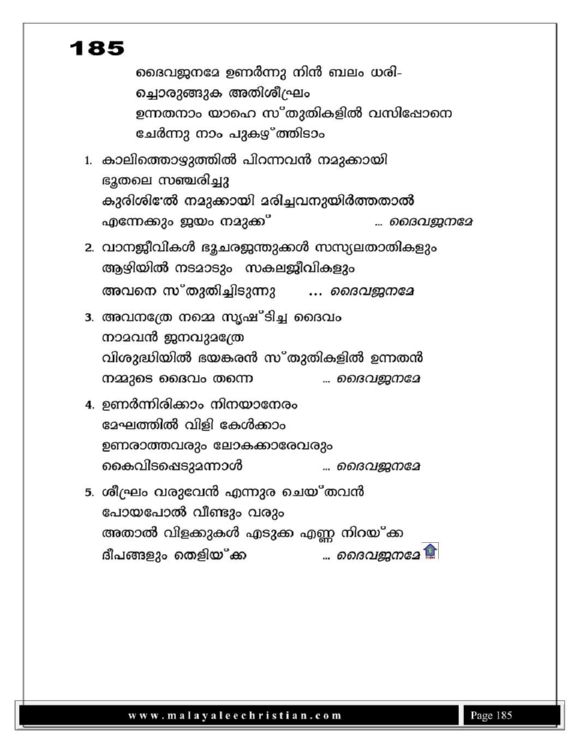 185
ദൈവജനമേ ഉണർന്നു നിൻ ബലം ധരി-
ച്ചൊരുങ്ങുക അതിശീഘ്രം
ഉന്നതനാം യാഹെ സ്തുതികളിൽ വസിപ്പോനെ
ചേർന്നു നാം പുകഴ്ത്തിടാം
1. കാലിത്തൊഴുത്തിൽ പിറന്നവൻ നമുക്കായി
ഭൂതലെ സഞ്ചരിച്ചു
കുരിശിന്മേൽ നമുക്കായി മരിച്ചവനുയിർത്തതാൽ
എന്നേക്കും ജയം നമുക്ക് ... ദൈവജനമേ
2. വാനജീവികൾ ഭൂചരജന്തുക്കൾ സസ്യലതാതികളും
ആഴിയിൽ നടമാടും സകലജീവികളും
അവനെ സ്തുതിച്ചിടുന്നു ... ദൈവജനമേ
3. അവനത്രേ നമ്മെ സൃഷ്ടിച്ച ദൈവം
നാമവൻ ജനവുമത്രേ
വിശുദ്ധിയിൽ ഭയങ്കരൻ സ്തുതികളിൽ ഉന്നതൻ
നമ്മുടെ ദൈവം തന്നെ ... ദൈവജനമേ
4. ഉണർന്നിരിക്കാം നിനയാനേരം
മേഘത്തിൽ വിളി കേൾക്കാം
ഉണരാത്തവരും ലോകക്കാരേവരും
കൈവിടപ്പെടുമന്നാൾ ... ദൈവജനമേ
5. ശീഘ്രം വരുവേൻ എന്നുര ചെയ്തവൻ
പോയപോൽ വീണ്ടും വരും
അതാൽ വിളക്കുകൾ എടുക്ക എണ്ണ നിറയ്ക്ക
ദീപങ്ങളും തെളിയ്ക്ക ... ദൈവജനമേ
www.malayaleechristian.com Page 185